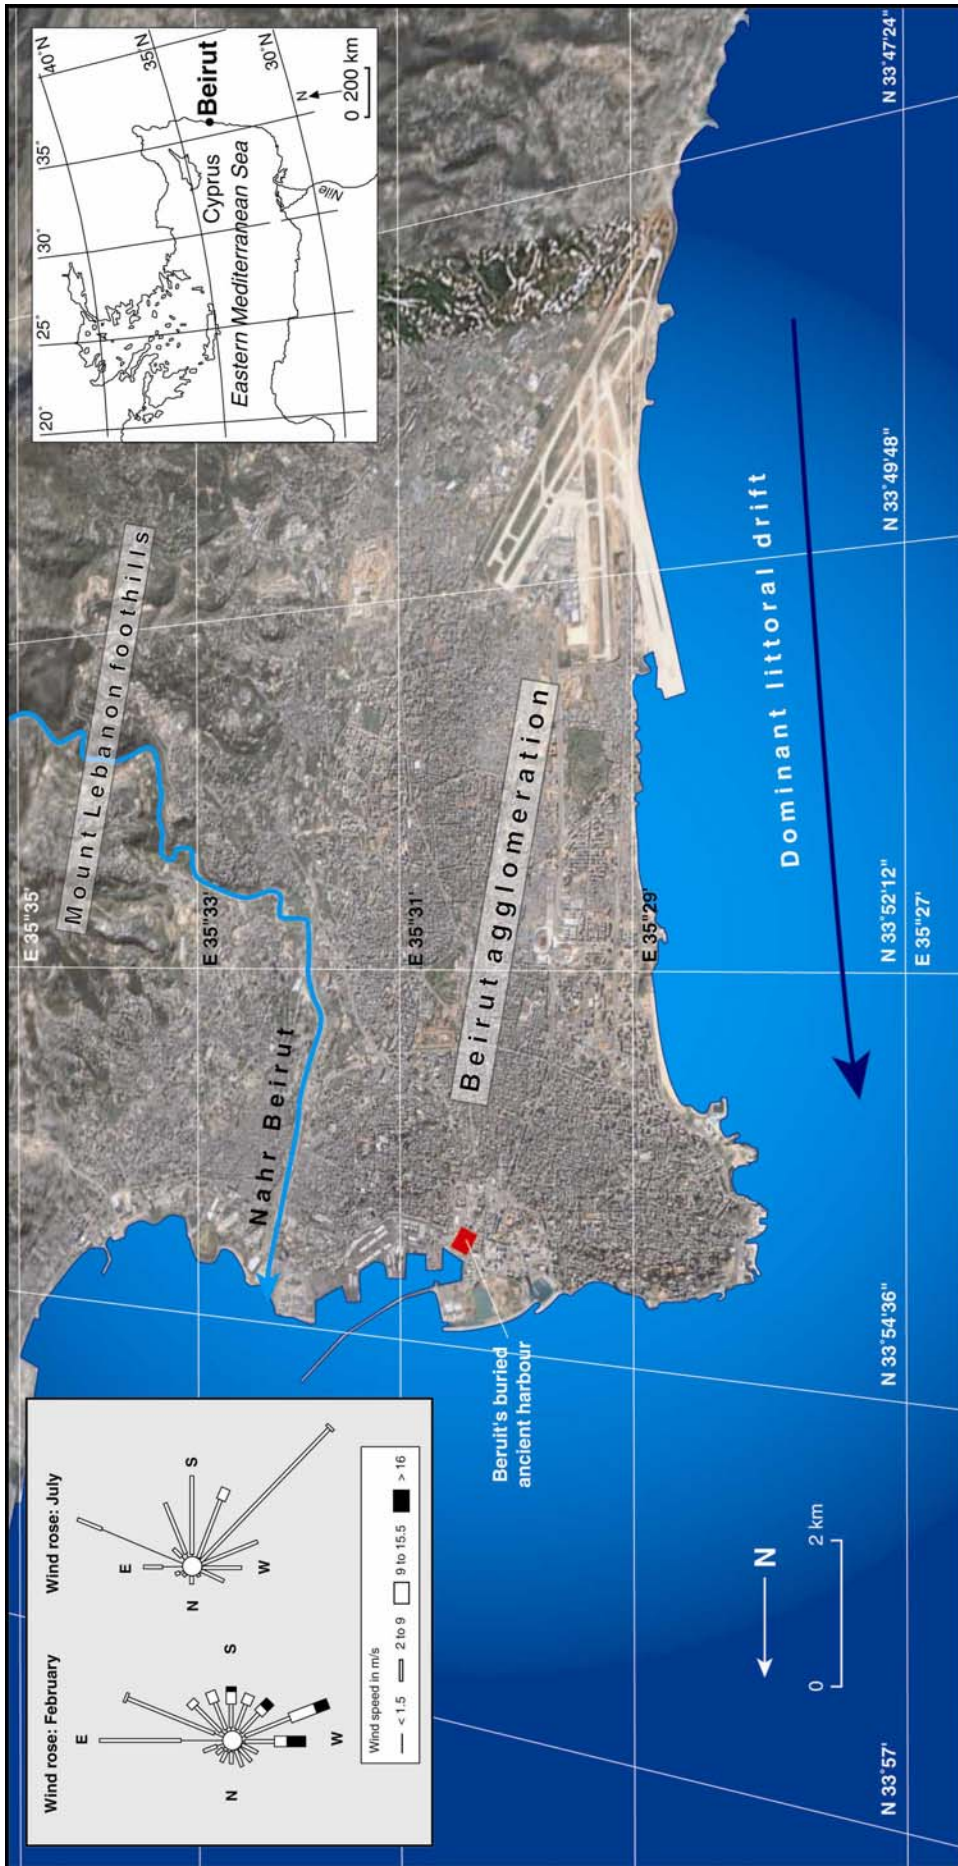 Wind rose: February
E
S
N
W
Wind rose: July
E
S
N
W
Wind speed in m/s
< 1.5
2 to 9
9 to 15.5
> 16
40°N
35°N
30°N
20°
25°
30°
35°
Beirut
Cyprus
Eastern Mediterranean Sea
Nile
N
0 200 km
E 35"35'
E 35"33'
E 35"31'
E 35"29'
E 35"27'
Mount Lebanon foothills
Nahr Beirut
Beirut agglomeration
Beruit's buried
ancient harbour
Dominant littoral drift
N
0
2 km
N 33°57'
N 33°54'36"
N 33°52'12"
N 33°49'48"
N 33°47'24"